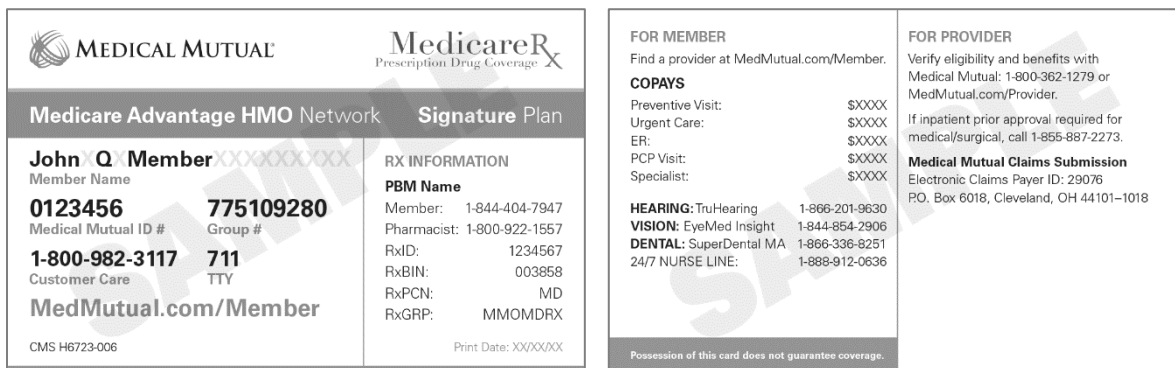 MEDICAL MUTUAL®
MedicareRx
Prescription Drug Coverage
Medicare Advantage HMO Network Signature Plan
John X Q X Member XXXXXXXXX
Member Name
0123456 775109280
Medical Mutual ID # Group #
1-800-982-3117 711
Customer Care TTY
MedMutual.com/Member
CMS H6723-006
RX INFORMATION
PBM Name
Member: 1-844-404-7947
Pharmacist: 1-800-922-1557
RxID: 1234567
RxBIN: 003858
RxPCN: MD
RxGRP: MMOMDRX
Print Date: XX/XX/XX
SAMPLE
FOR MEMBER
Find a provider at MedMutual.com/Member.
COPAYS
Preventive Visit: $XXXX
Urgent Care: $XXXX
ER: $XXXX
PCP Visit: $XXXX
Specialist: $XXXX
HEARING: TruHearing 1-866-201-9630
VISION: EyeMed Insight 1-844-854-2906
DENTAL: SuperDental MA 1-866-336-8251
24/7 NURSE LINE: 1-888-912-0636
Possession of this card does not guarantee coverage.
FOR PROVIDER
Verify eligibility and benefits with
Medical Mutual: 1-800-362-1279 or
MedMutual.com/Provider.
If inpatient prior approval required for
medical/surgical, call 1-855-887-2273.
Medical Mutual Claims Submission
Electronic Claims Payer ID: 29076
P.O. Box 6018, Cleveland, OH 44101–1018
SAMPLE